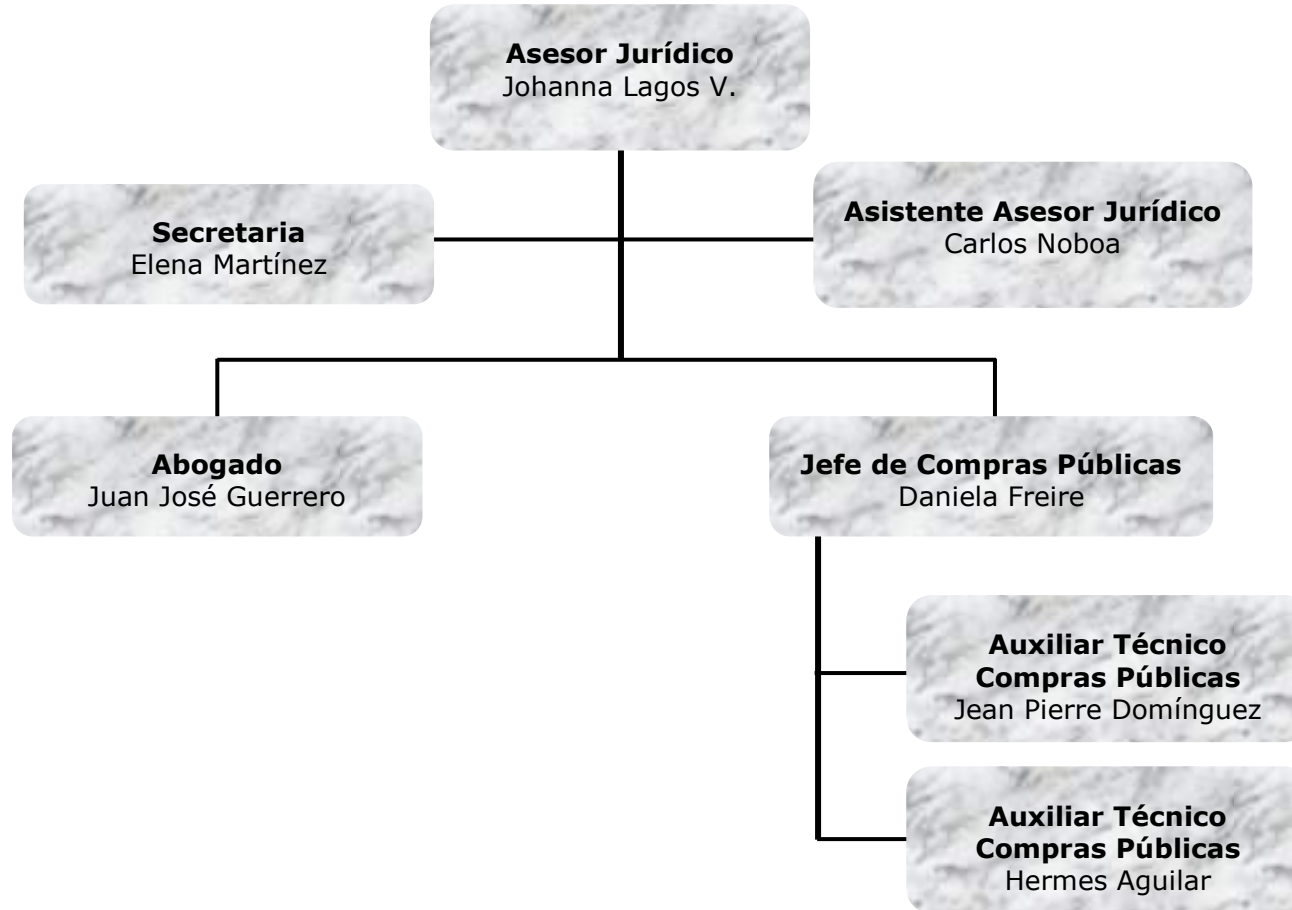 Asesor Jurídico
Johanna Lagos V.
Secretaria
Elena Martínez
Asistente Asesor Jurídico
Carlos Noboa
Abogado
Juan José Guerrero
Jefe de Compras Públicas
Daniela Freire
Auxiliar Técnico
Compras Públicas
Jean Pierre Domínguez
Auxiliar Técnico
Compras Públicas
Hermes Aguilar